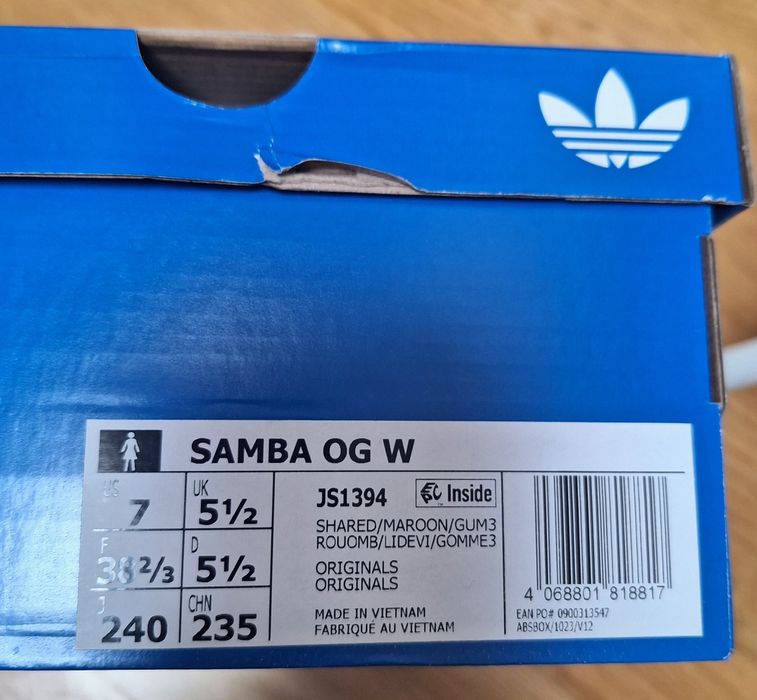 SAMBA OG W
US 7 UK 5½
F 38 2/3 D 5½
J 240 CHN 235
JS1394 Inside
SHARED/MAROON/GUM3
ROUOMB/LIDEVI/GOMME3
ORIGINALS
ORIGINALS
MADE IN VIETNAM
FABRIQUÉ AU VIETNAM
4 068801 818817
EAN PO# 0900313547
ABSBOX/1023/V12